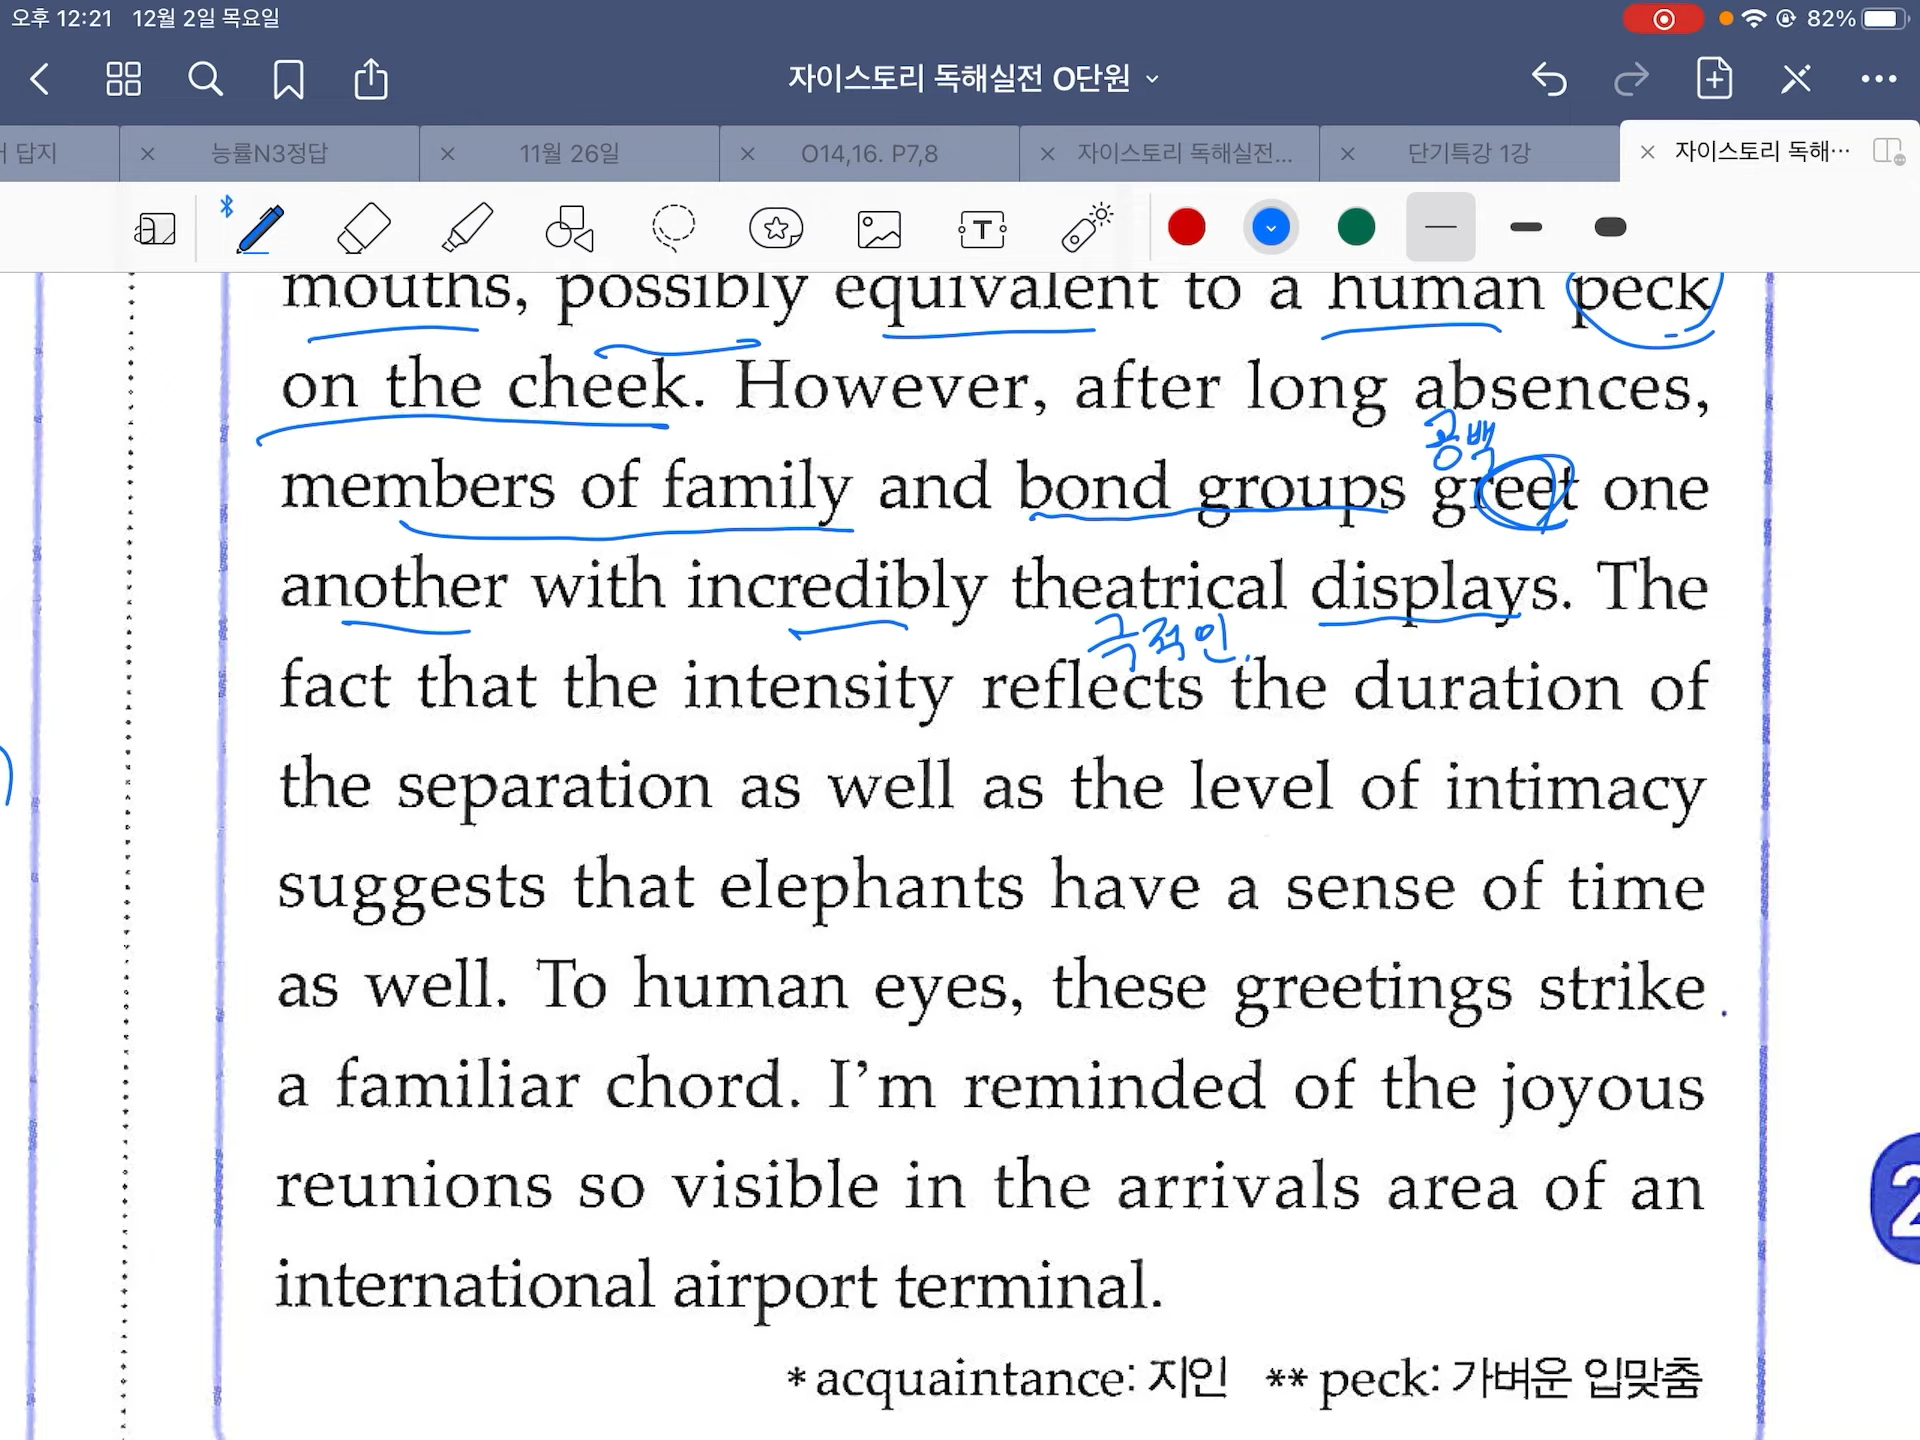 오후 12:21 12월 2일 목요일
82%
자이스토리 독해실전 O단원
답지
능률N3정답
11월 26일
O14,16. P7,8
자이스토리 독해실전...
단기특강 1강
자이스토리 독해...
mouths, possibly equivalent to a human peck
on the cheek. However, after long absences,
공백
members of family and bond groups greet one
another with incredibly theatrical displays. The
극적인.
fact that the intensity reflects the duration of
the separation as well as the level of intimacy
suggests that elephants have a sense of time
as well. To human eyes, these greetings strike
a familiar chord. I'm reminded of the joyous
reunions so visible in the arrivals area of an
international airport terminal.
* acquaintance: 지인 ** peck: 가벼운 입맞춤